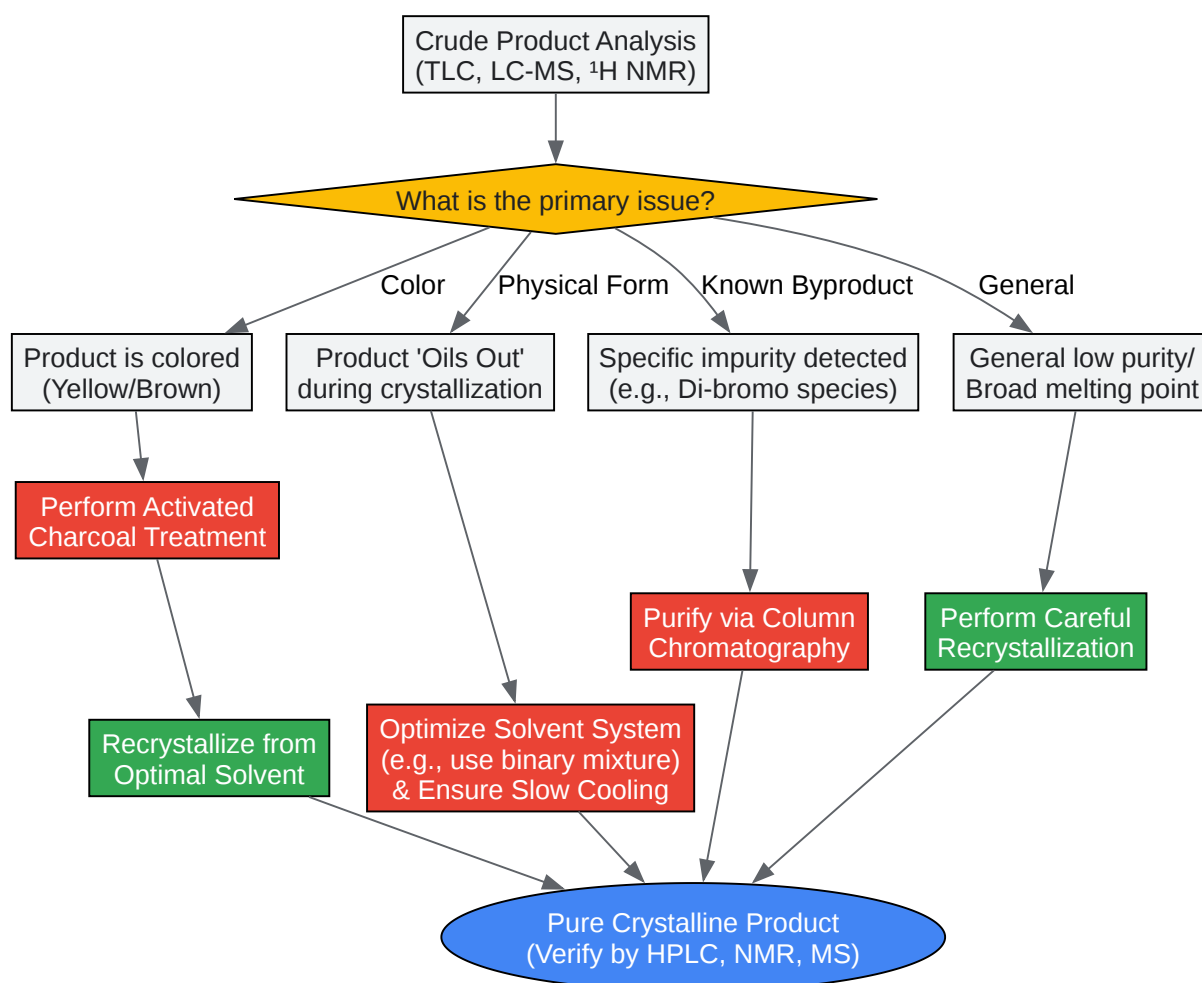 Crude Product Analysis
(TLC, LC-MS, ¹H NMR)
What is the primary issue?
Color
Physical Form
Known Byproduct
General
Product is colored
(Yellow/Brown)
Product 'Oils Out'
during crystallization
Specific impurity detected
(e.g., Di-bromo species)
General low purity/
Broad melting point
Perform Activated
Charcoal Treatment
Purify via Column
Chromatography
Perform Careful
Recrystallization
Recrystallize from
Optimal Solvent
Optimize Solvent System
(e.g., use binary mixture)
& Ensure Slow Cooling
Pure Crystalline Product
(Verify by HPLC, NMR, MS)